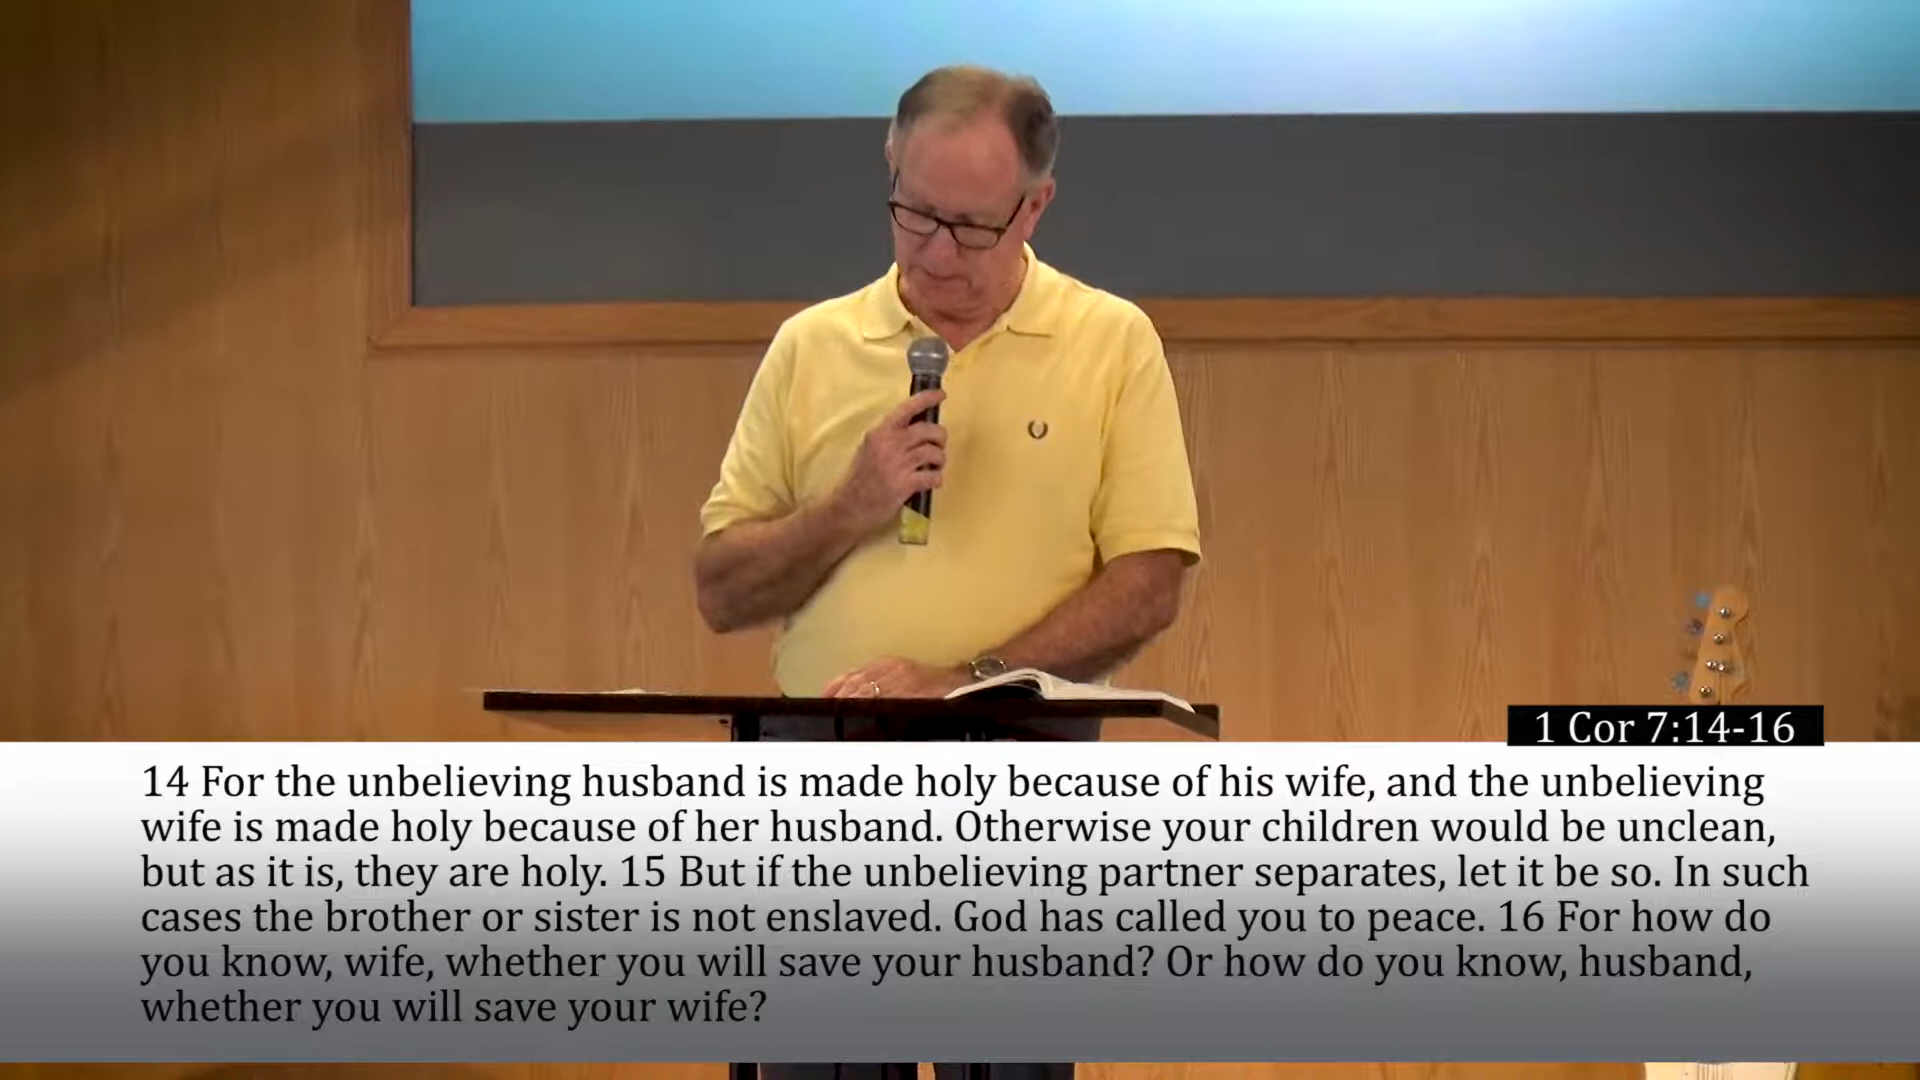 1 Cor 7:14-16
14 For the unbelieving husband is made holy because of his wife, and the unbelieving
wife is made holy because of her husband. Otherwise your children would be unclean,
but as it is, they are holy. 15 But if the unbelieving partner separates, let it be so. In such
cases the brother or sister is not enslaved. God has called you to peace. 16 For how do
you know, wife, whether you will save your husband? Or how do you know, husband,
whether you will save your wife?